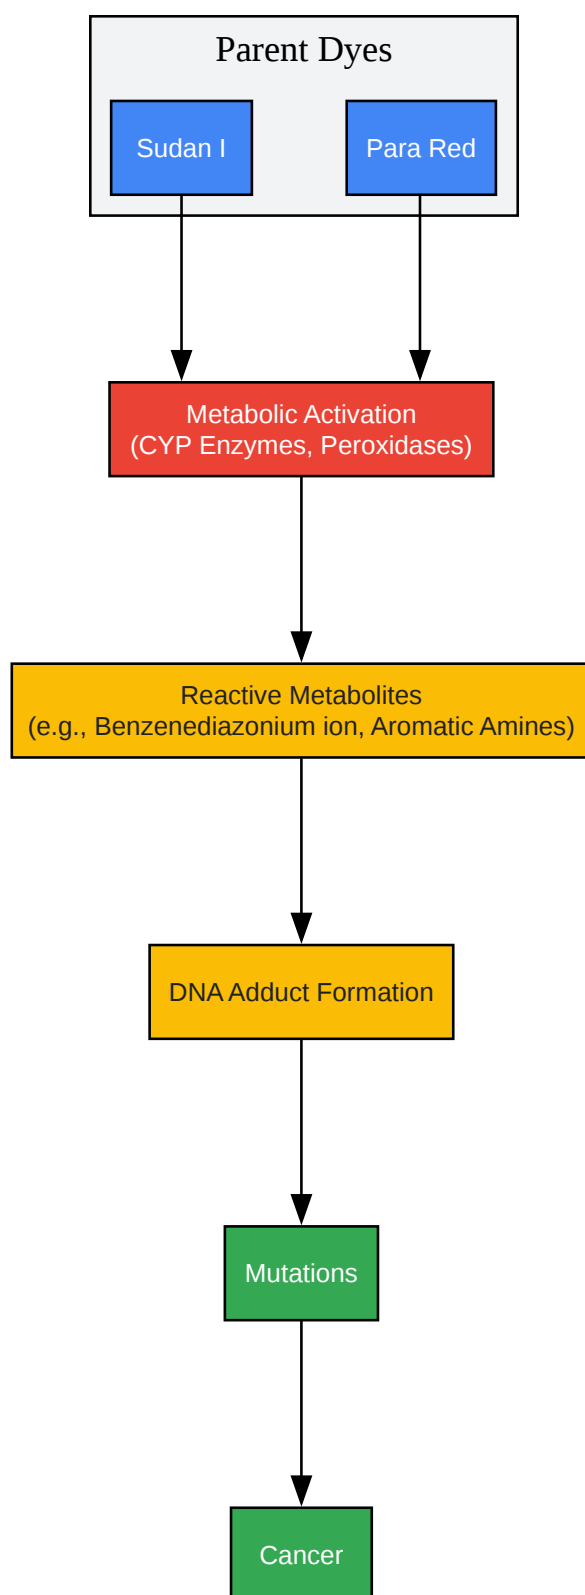 Parent Dyes
Sudan I
Para Red
Metabolic Activation
(CYP Enzymes, Peroxidases)
Reactive Metabolites
(e.g., Benzenediazonium ion, Aromatic Amines)
DNA Adduct Formation
Mutations
Cancer